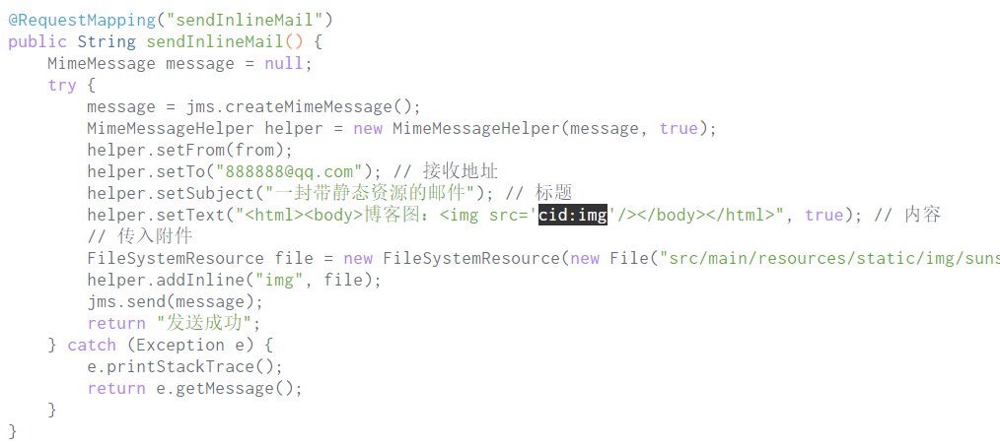 @RequestMapping("sendInlineMail")
public String sendInlineMail() {
    MimeMessage message = null;
    try {
        message = jms.createMimeMessage();
        MimeMessageHelper helper = new MimeMessageHelper(message, true);
        helper.setFrom(from);
        helper.setTo("888888@qq.com"); // 接收地址
        helper.setSubject("一封带静态资源的邮件"); // 标题
        helper.setText("<html><body>博客图：<img src='cid:img'/></body></html>", true); // 内容
        // 传入附件
        FileSystemResource file = new FileSystemResource(new File("src/main/resources/static/img/suns
        helper.addInline("img", file);
        jms.send(message);
        return "发送成功";
    } catch (Exception e) {
        e.printStackTrace();
        return e.getMessage();
    }
}